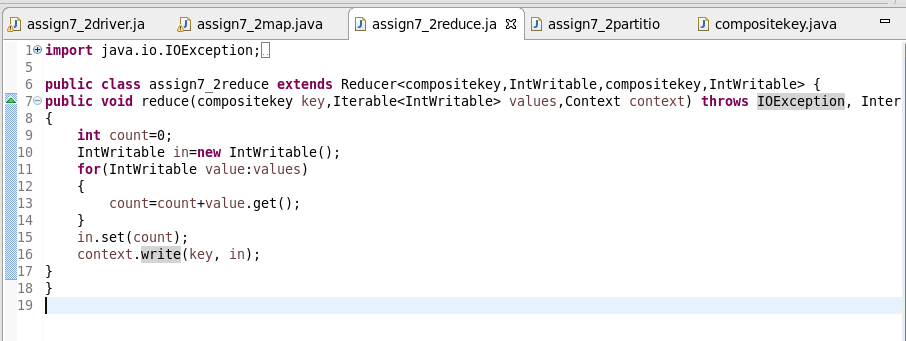 assign7_2driver.ja assign7_2map.java assign7_2reduce.ja assign7_2partitio compositekey.java
1 import java.io.IOException;
5
6 public class assign7_2reduce extends Reducer<compositekey,IntWritable,compositekey,IntWritable> {
7 public void reduce(compositekey key,Iterable<IntWritable> values,Context context) throws IOException, Inter
8 {
9 int count=0;
10 IntWritable in=new IntWritable();
11 for(IntWritable value:values)
12 {
13 count=count+value.get();
14 }
15 in.set(count);
16 context.write(key, in);
17 }
18 }
19